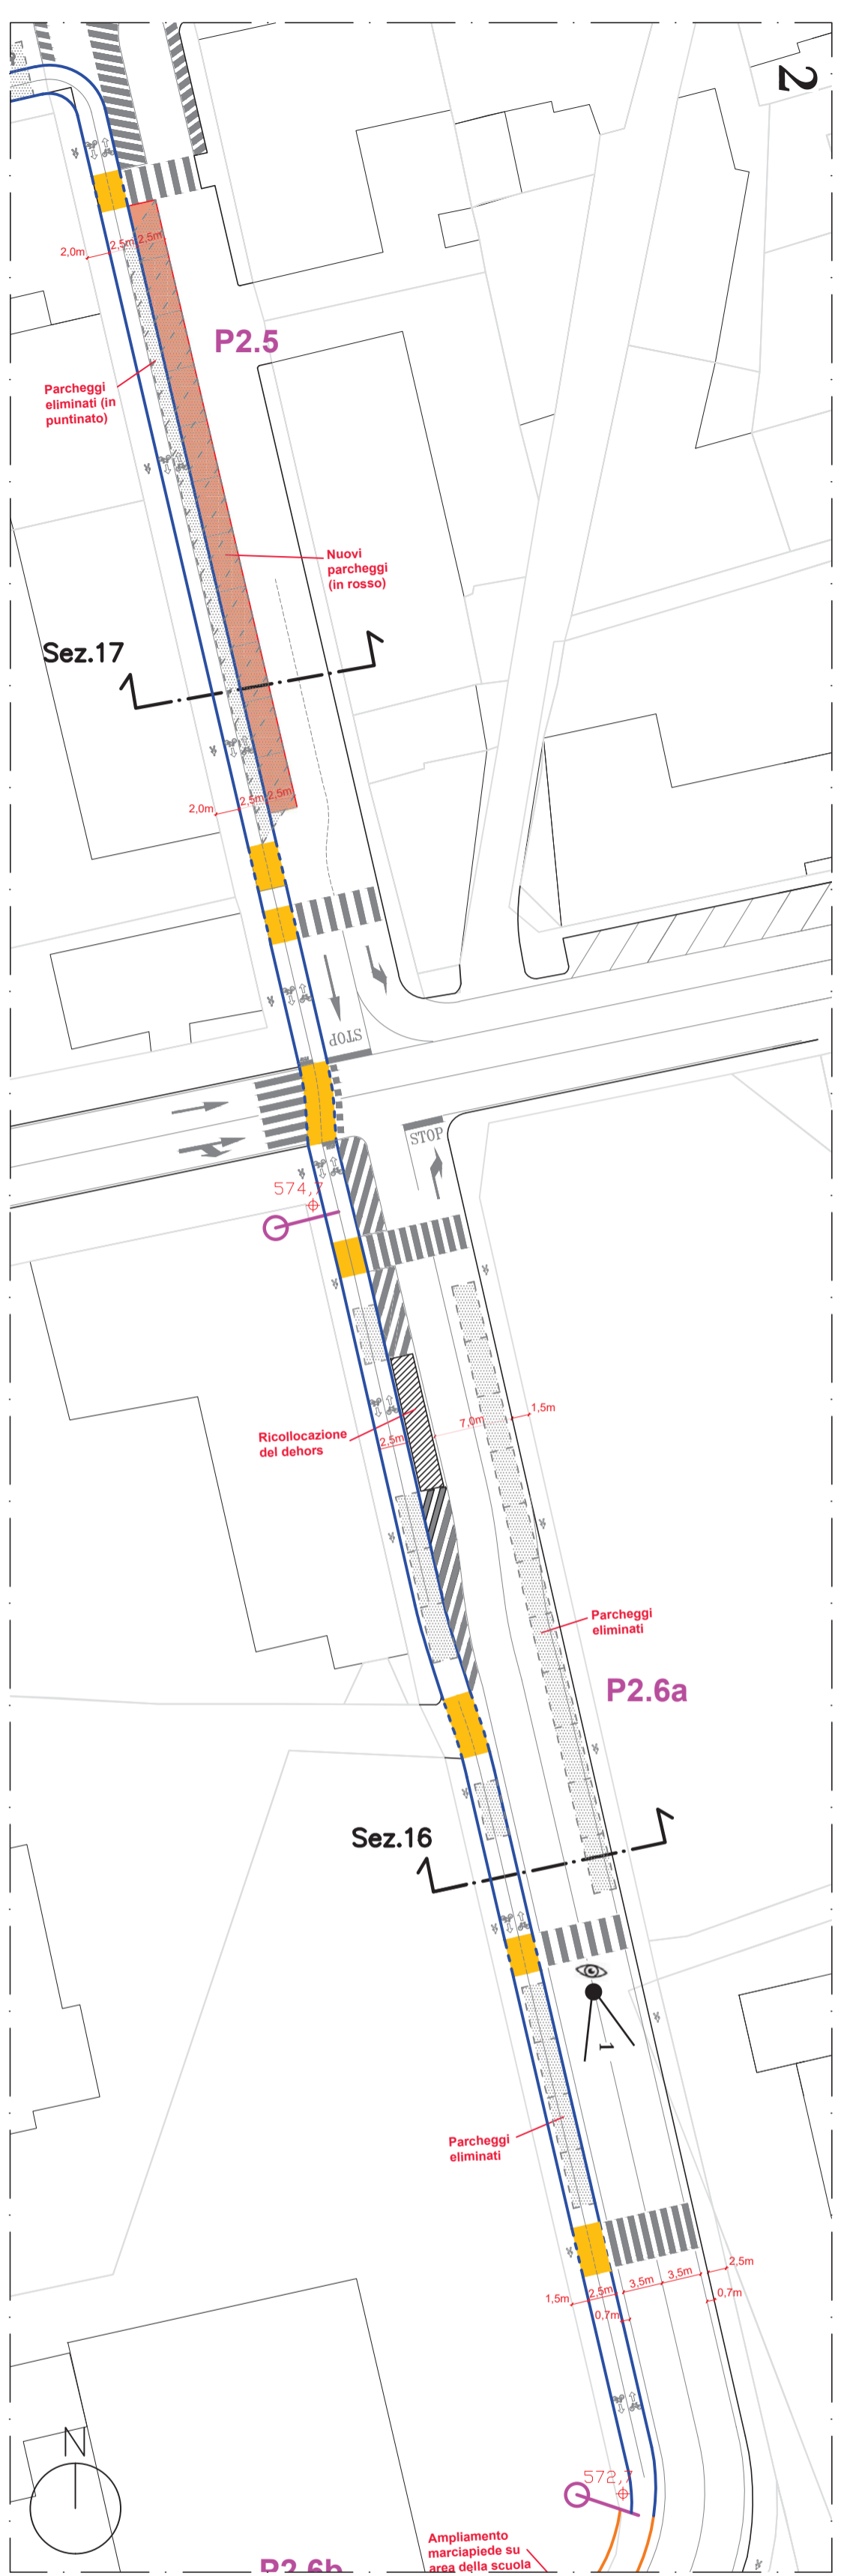 2
2,0m
2,5m
2,5m
P2.5
Parcheggi
eliminati (in
puntinato)
Nuovi
parcheggi
(in rosso)
Sez.17
2,0m
2,5m
2,5m
STOP
STOP
574,7
Ricollocazione
del dehors
2,5m
7,0m
1,5m
Parcheggi
eliminati
P2.6a
Sez.16
1
Parcheggi
eliminati
1,5m
2,5m
3,5m
3,5m
2,5m
0,7m
0,7m
N
572,7
Ampliamento
marciapiede su
area della scuola
P2.6b